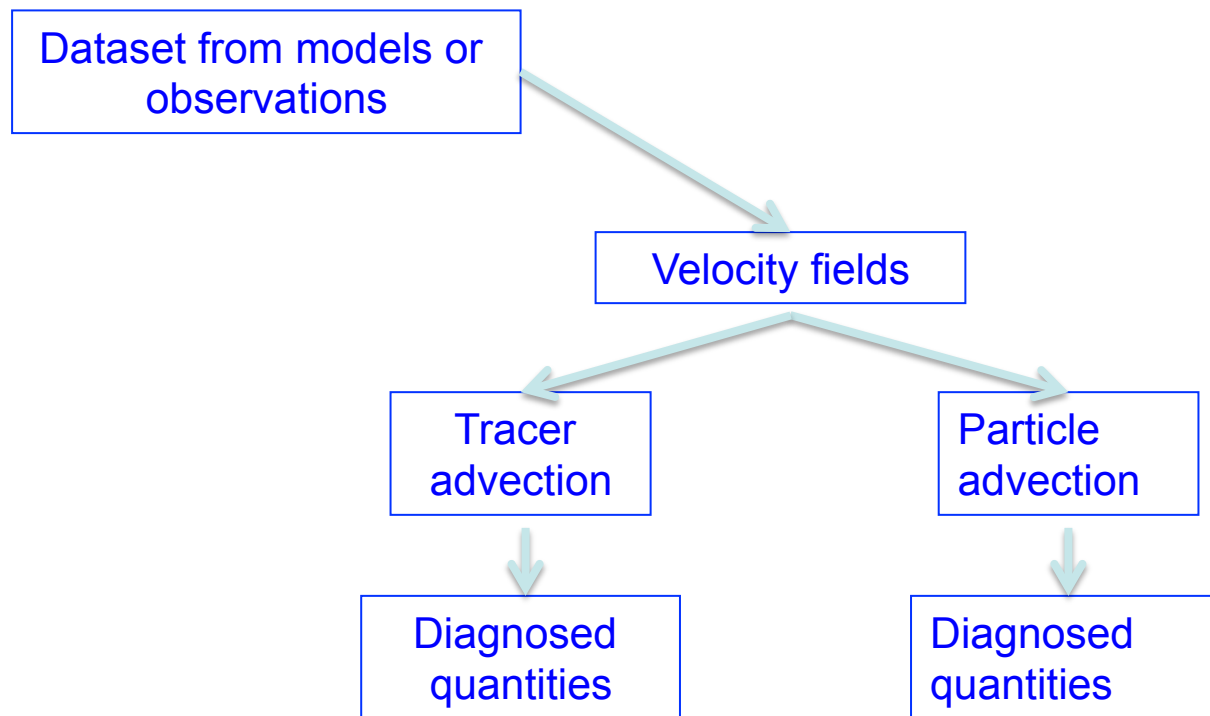 Dataset from models or
observations
Velocity fields
Tracer
advection
Particle
advection
Diagnosed
quantities
Diagnosed
quantities